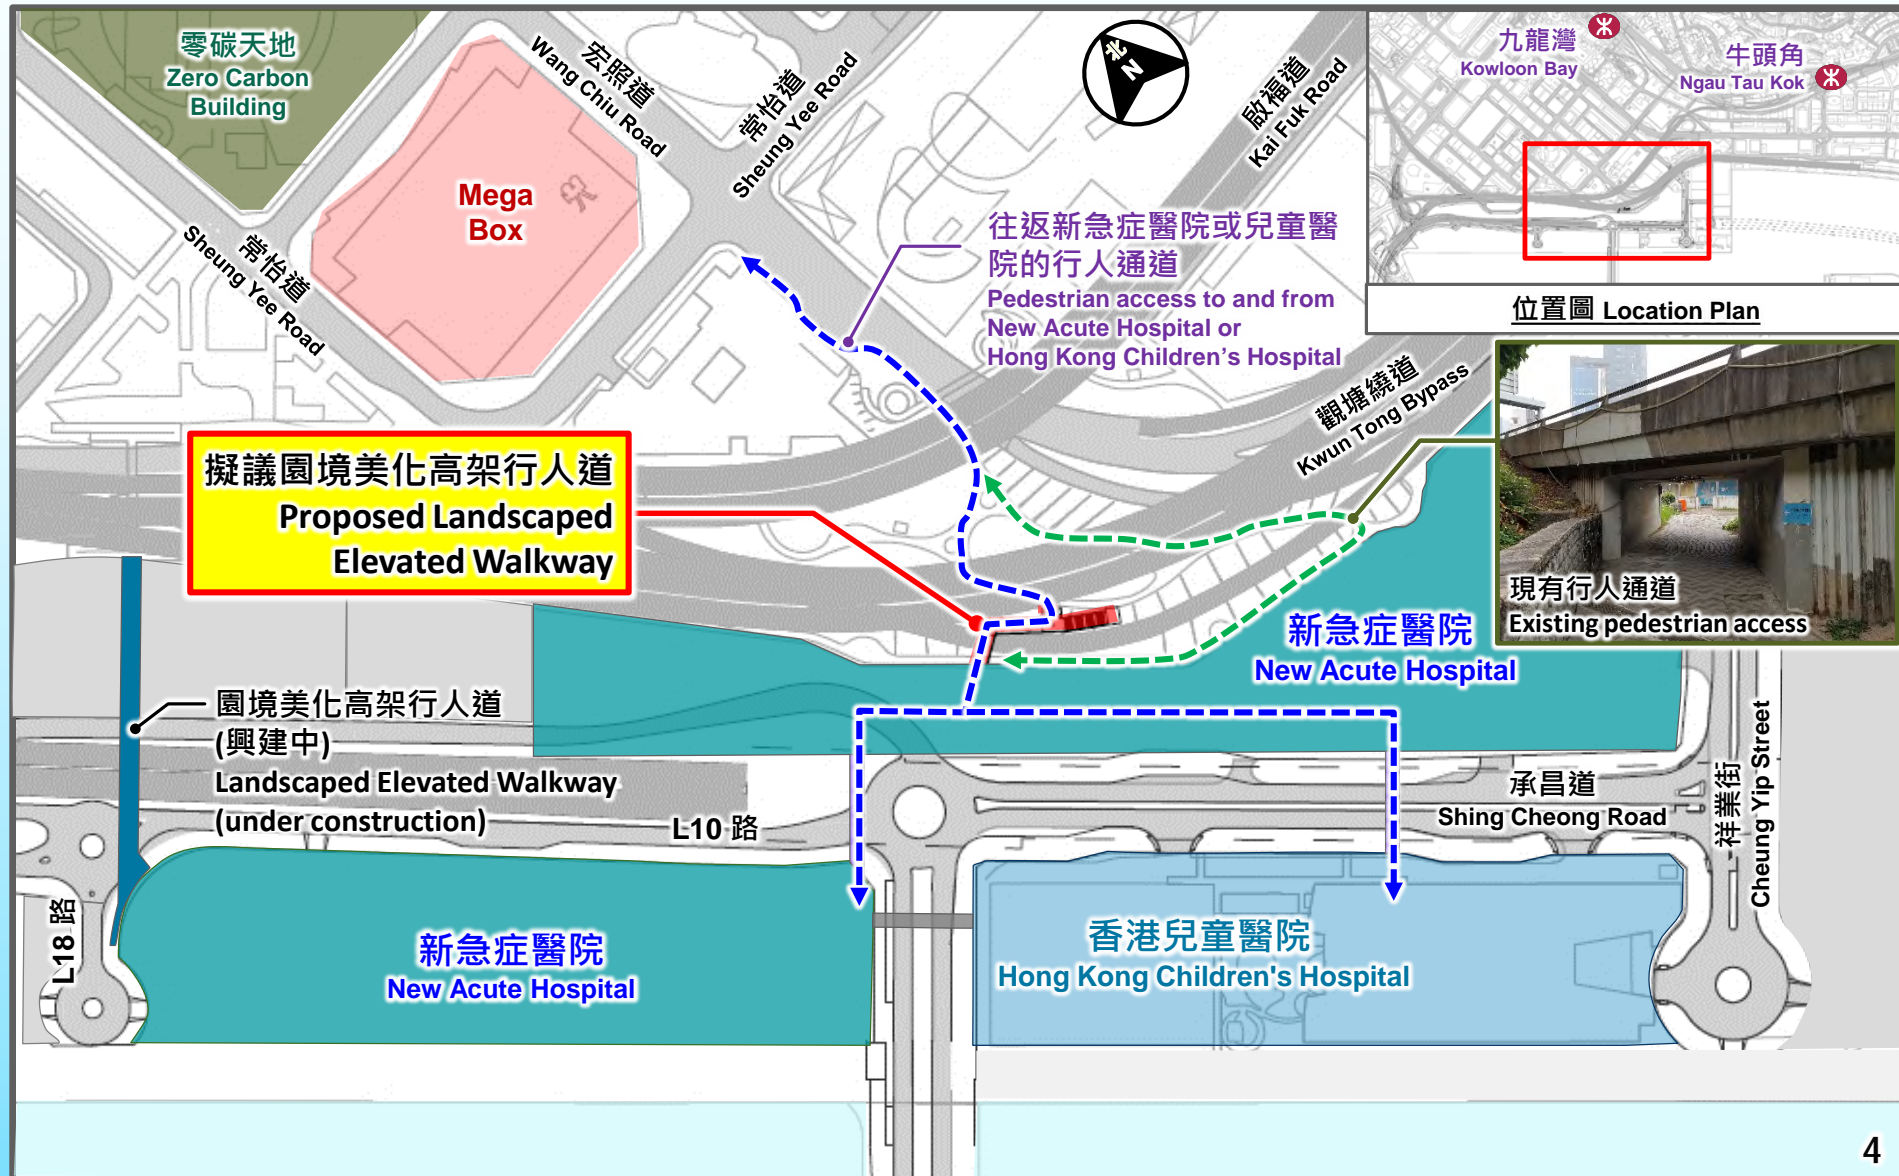 零碳天地
Zero Carbon
Building
宏照道
Wang Chiu Road
常怡道
Sheung Yee Road
北
N
啟福道
Kai Fuk Road
九龍灣
Kowloon Bay
牛頭角
Ngau Tau Kok
位置圖 Location Plan
Mega
Box
常怡道
Sheung Yee Road
往返新急症醫院或兒童醫
院的行人通道
Pedestrian access to and from
New Acute Hospital or
Hong Kong Children's Hospital
觀塘繞道
Kwun Tong Bypass
擬議園境美化高架行人道
Proposed Landscaped
Elevated Walkway
現有行人通道
Existing pedestrian access
新急症醫院
New Acute Hospital
園境美化高架行人道
(興建中)
Landscaped Elevated Walkway
(under construction)
L10 路
承昌道
Shing Cheong Road
祥業街
Cheung Yip Street
L18 路
新急症醫院
New Acute Hospital
香港兒童醫院
Hong Kong Children's Hospital
4